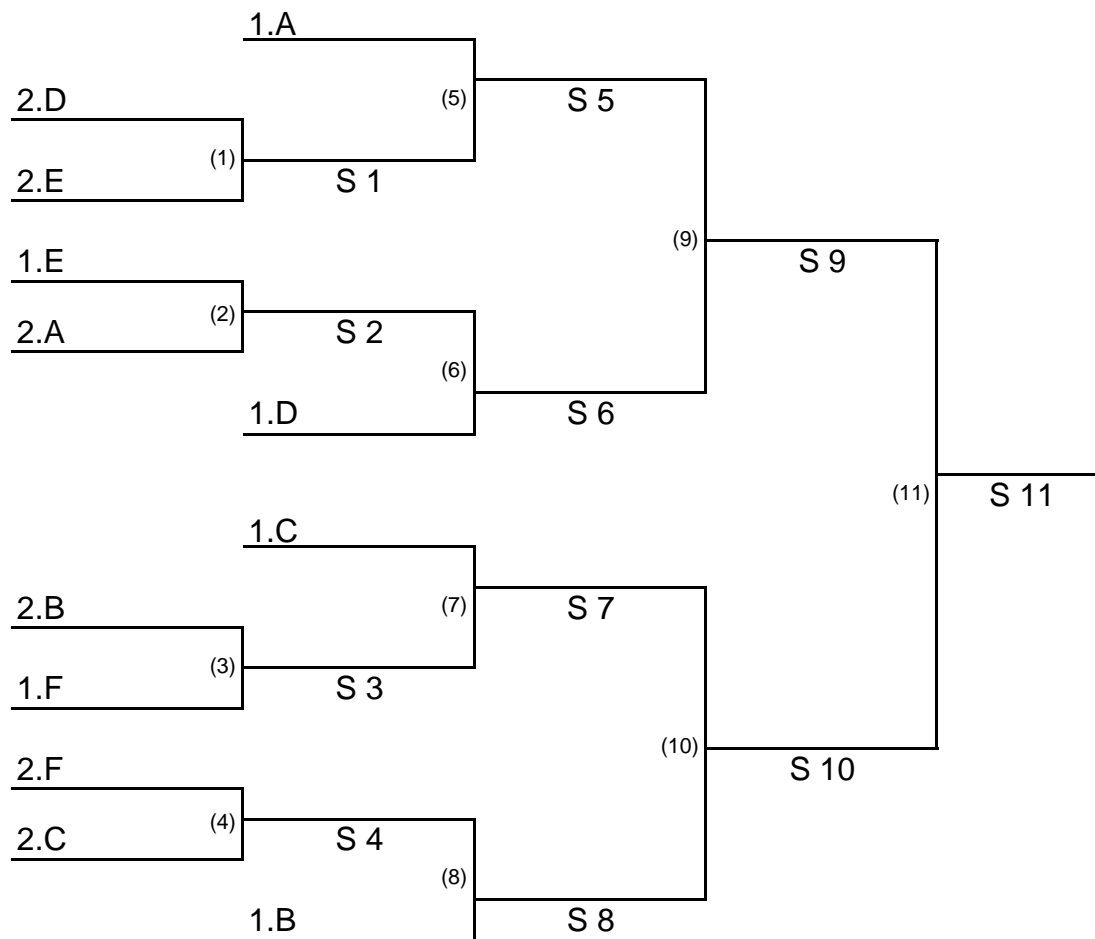 1.A
2.D
(5)
S 5
(1)
2.E
S 1
(9)
1.E
S 9
(2)
2.A
S 2
(6)
1.D
S 6
(11)
S 11
1.C
2.B
(7)
S 7
(3)
1.F
S 3
(10)
2.F
S 10
(4)
2.C
S 4
(8)
1.B
S 8